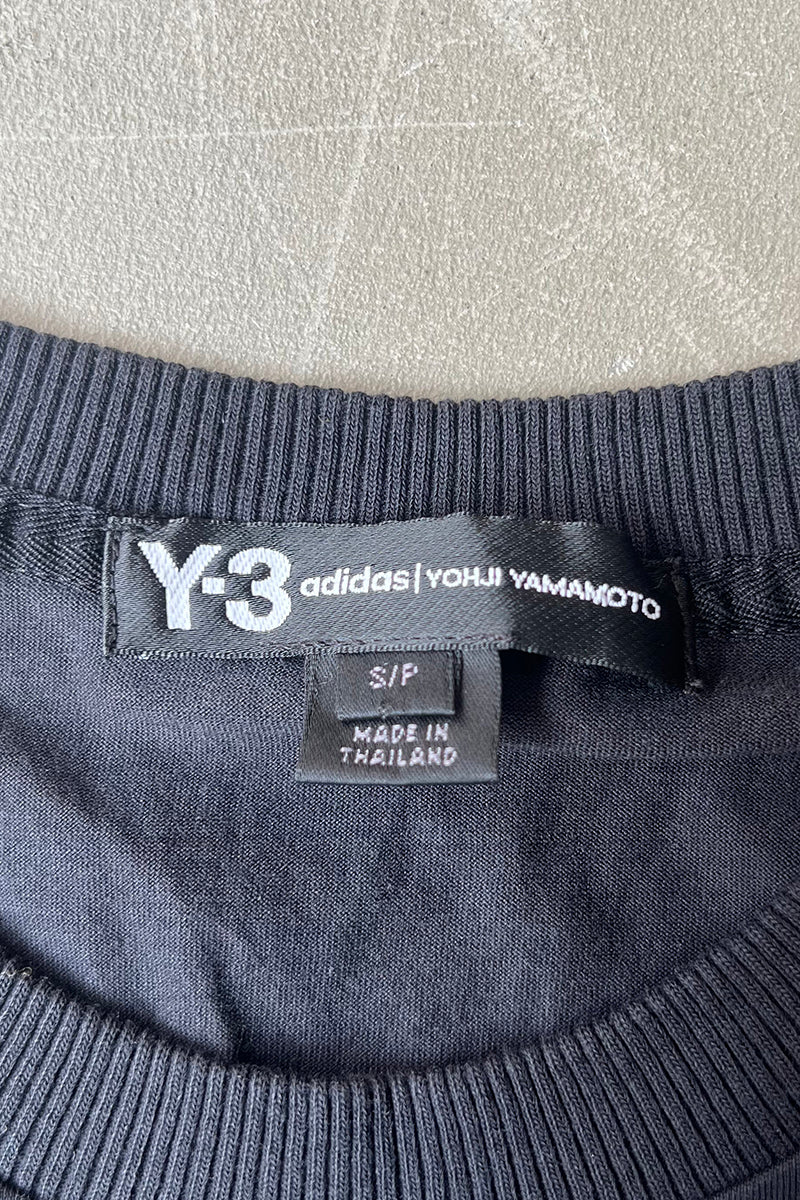 Y-3 adidas | YOHJI YAMAMOTO
S/P
MADE IN
THAILAND